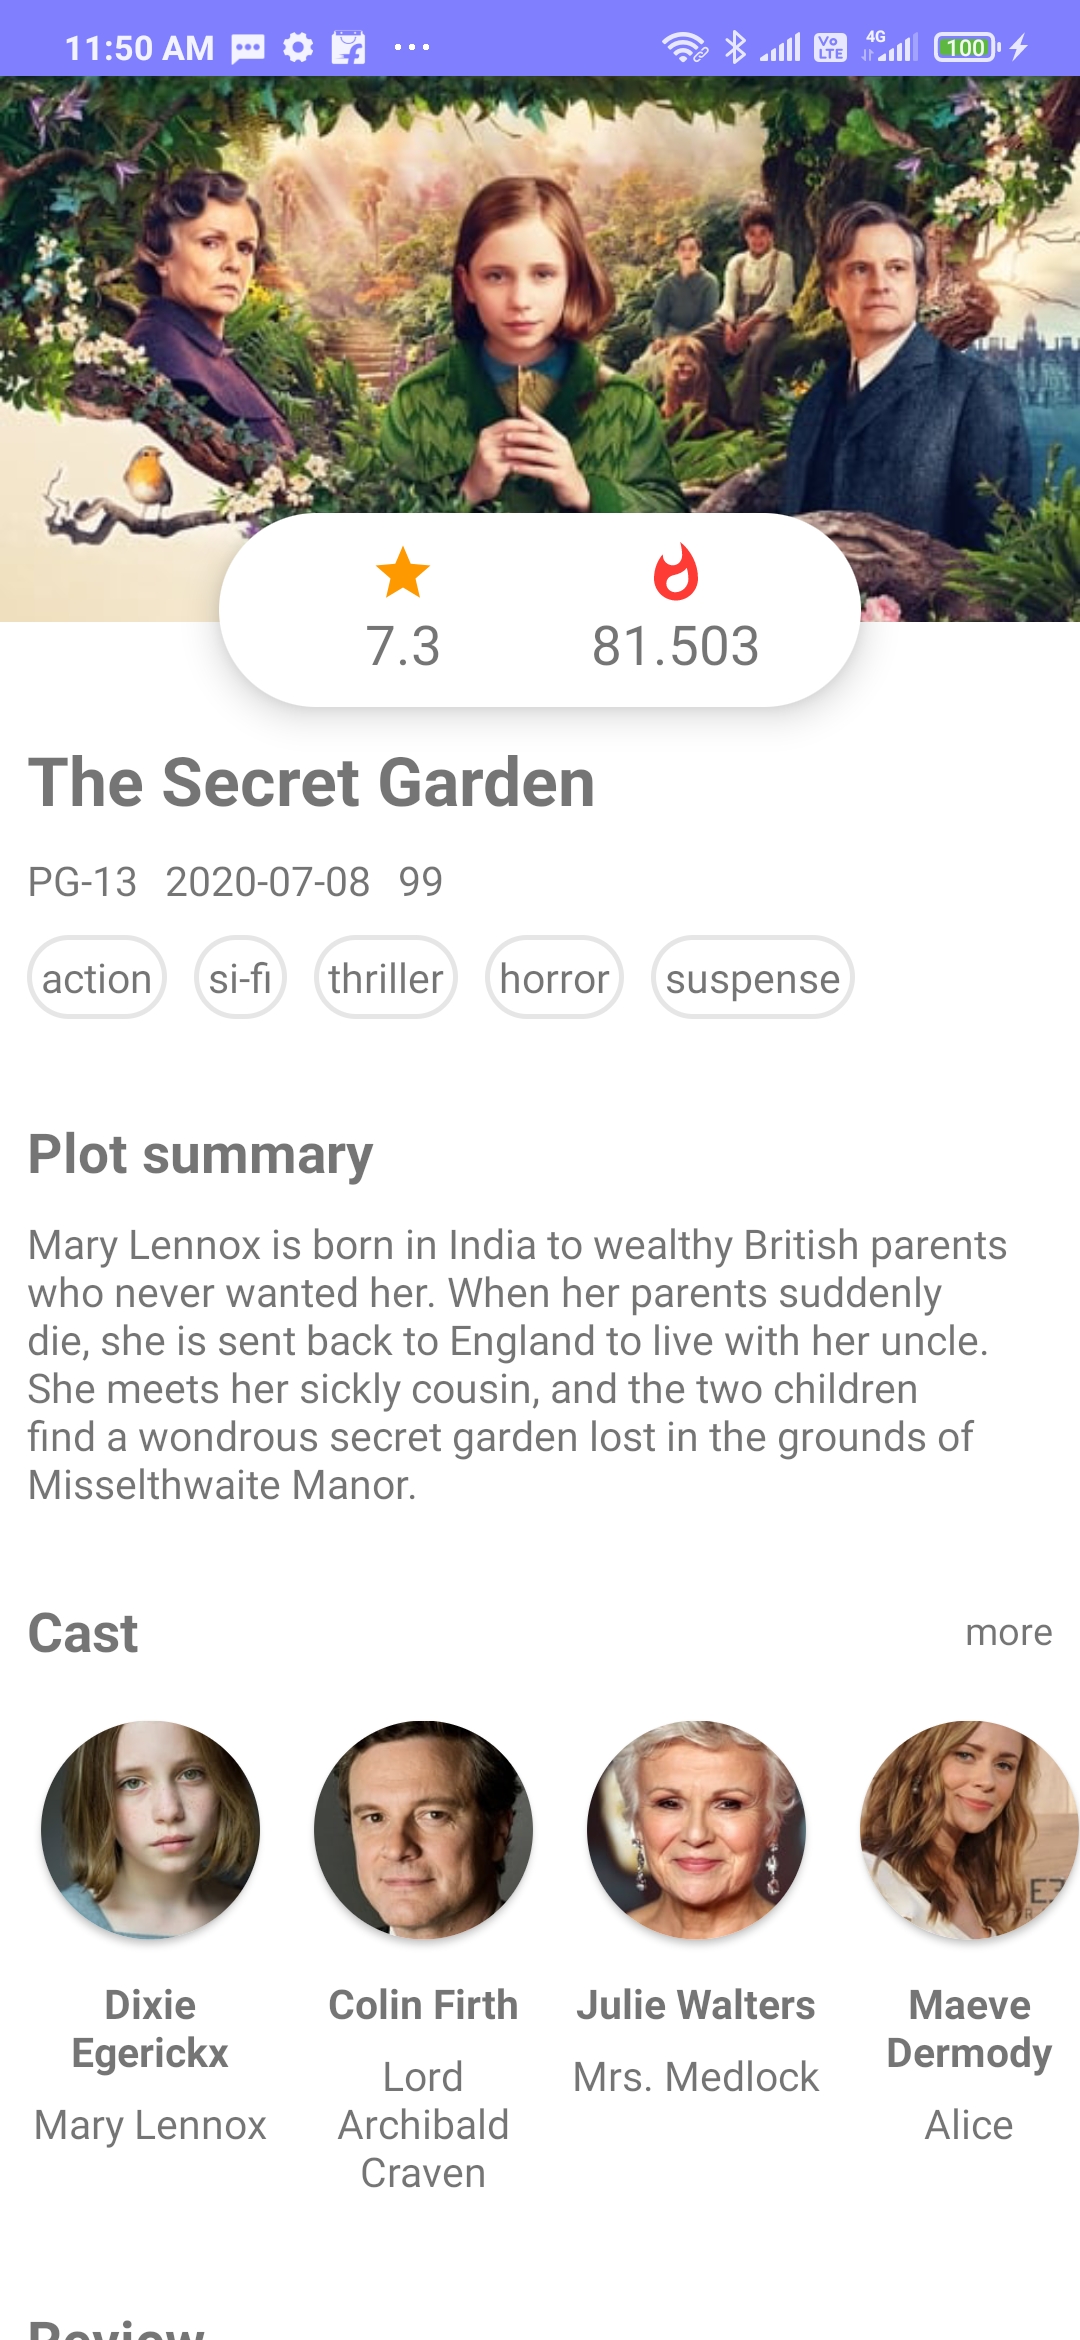 11:50 AM
Vo LTE
4G
100
7.3 81.503
The Secret Garden
PG-13 2020-07-08 99
action si-fi thriller horror suspense
Plot summary
Mary Lennox is born in India to wealthy British parents
who never wanted her. When her parents suddenly
die, she is sent back to England to live with her uncle.
She meets her sickly cousin, and the two children
find a wondrous secret garden lost in the grounds of
Misselthwaite Manor.
Cast more
Dixie
Egerickx
Mary Lennox
Colin Firth
Lord
Archibald
Craven
Julie Walters
Mrs. Medlock
Maeve
Dermody
Alice
Review